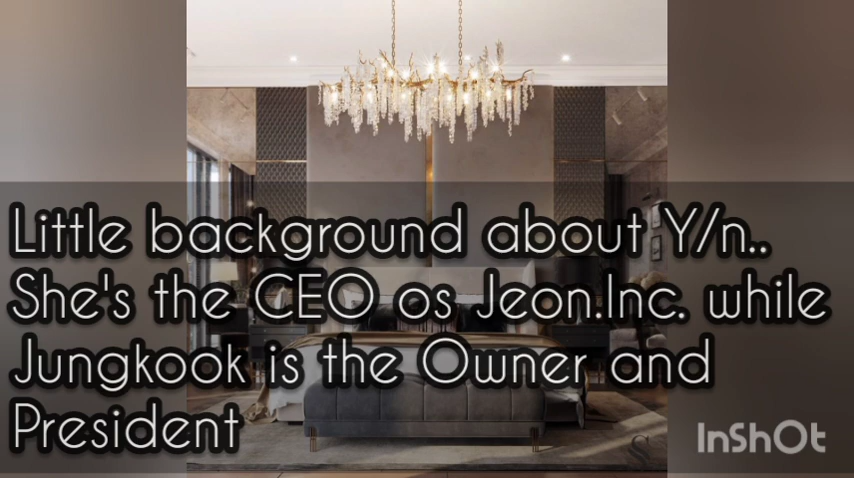 Little background about Y/n..
She's the CEO os Jeon.Inc. while
Jungkook is the Owner and
President
InShOt